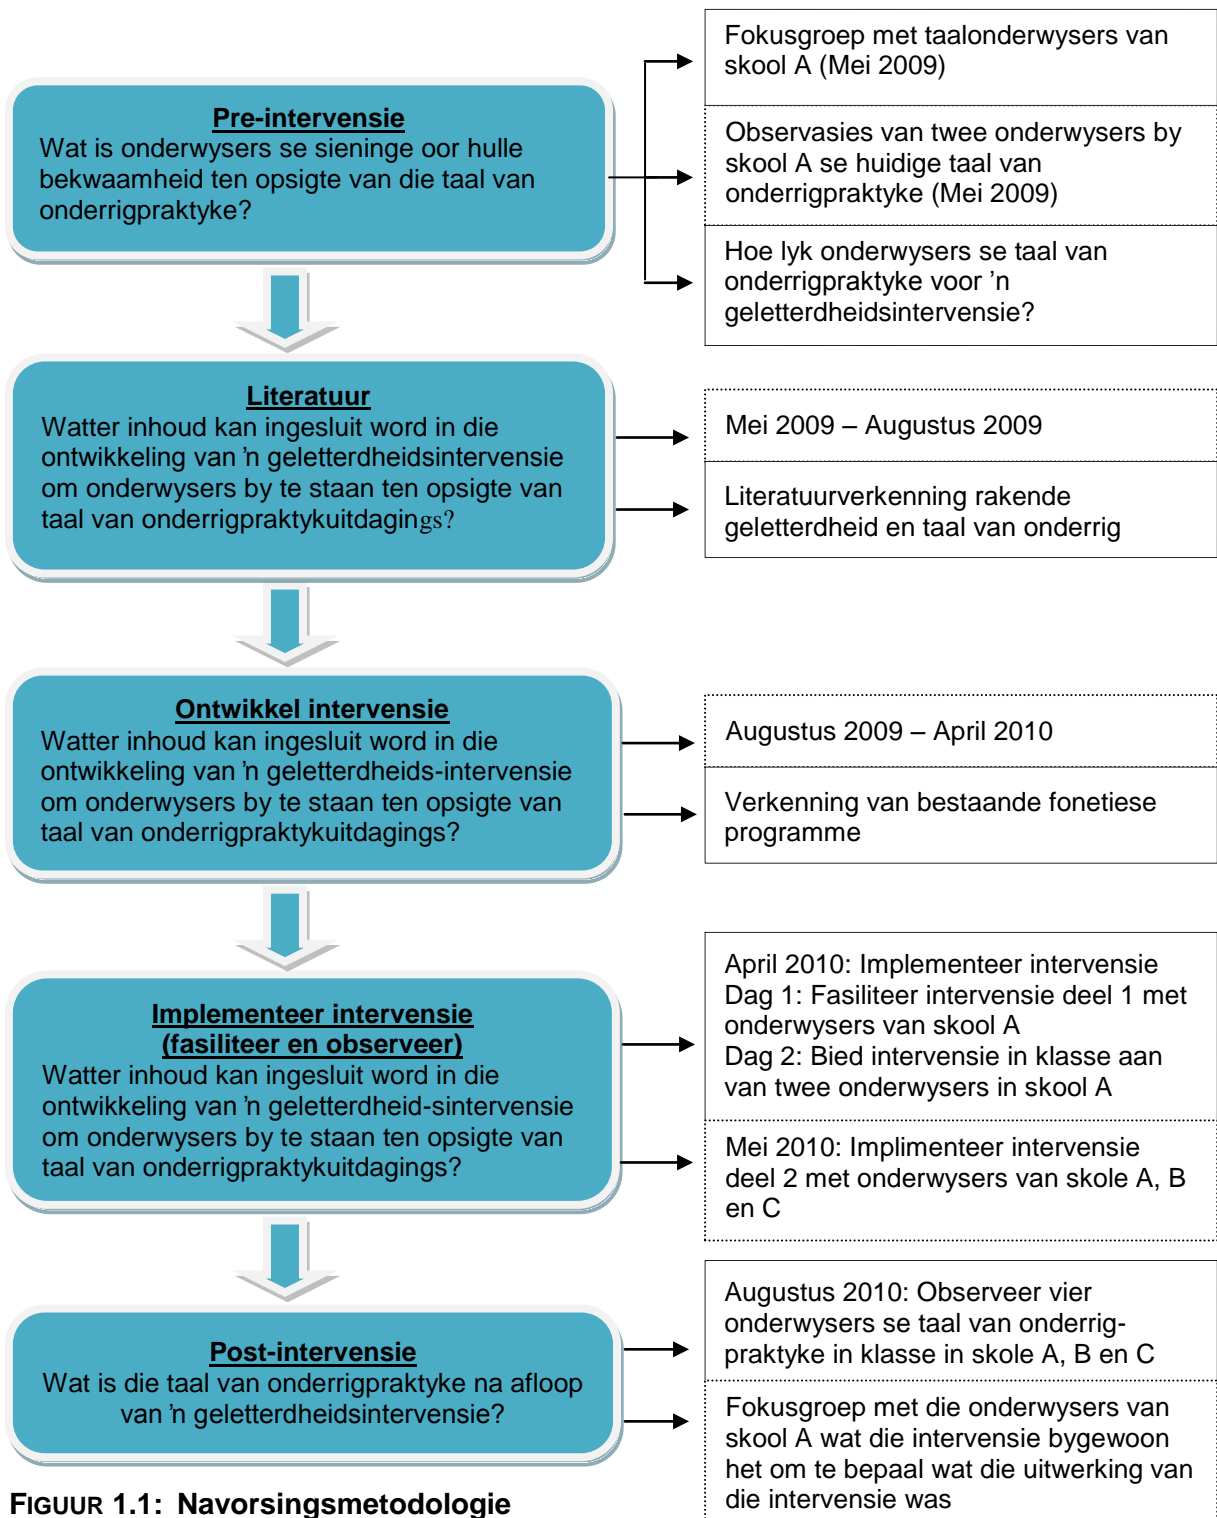 Pre-intervensie
Wat is onderwysers se sieninge oor hulle
bekwaamheid ten opsigte van die taal van
onderrigpraktyke?
Fokusgroep met taalonderwysers van
skool A (Mei 2009)
Observasies van twee onderwysers by
skool A se huidige taal van
onderrigpraktyke (Mei 2009)
Hoe lyk onderwysers se taal van
onderrigpraktyke voor 'n
geletterdheidsintervensie?
Literatuur
Watter inhoud kan ingesluit word in die
ontwikkeling van 'n geletterdheidsintervensie
om onderwysers by te staan ten opsigte van
taal van onderrigpraktykuitdagings?
Mei 2009 – Augustus 2009
Literatuurverkenning rakende
geletterdheid en taal van onderrig
Ontwikkel intervensie
Watter inhoud kan ingesluit word in die
ontwikkeling van 'n geletterdheids-intervensie
om onderwysers by te staan ten opsigte van
taal van onderrigpraktykuitdagings?
Augustus 2009 – April 2010
Verkenning van bestaande fonetiese
programme
Implementeer intervensie
(fasiliteer en observeer)
Watter inhoud kan ingesluit word in die
ontwikkeling van 'n geletterdheid-sintervensie
om onderwysers by te staan ten opsigte van
taal van onderrigpraktykuitdagings?
April 2010: Implementeer intervensie
Dag 1: Fasiliteer intervensie deel 1 met
onderwysers van skool A
Dag 2: Bied intervensie in klasse aan
van twee onderwysers in skool A
Mei 2010: Implimenteer intervensie
deel 2 met onderwysers van skole A, B
en C
Post-intervensie
Wat is die taal van onderrigpraktyke na afloop
van 'n geletterdheidsintervensie?
Augustus 2010: Observeer vier
onderwysers se taal van onderrig-
praktyke in klasse in skole A, B en C
Fokusgroep met die onderwysers van
skool A wat die intervensie bygewoon
het om te bepaal wat die uitwerking van
die intervensie was
FIGUUR 1.1: Navorsingsmetodologie